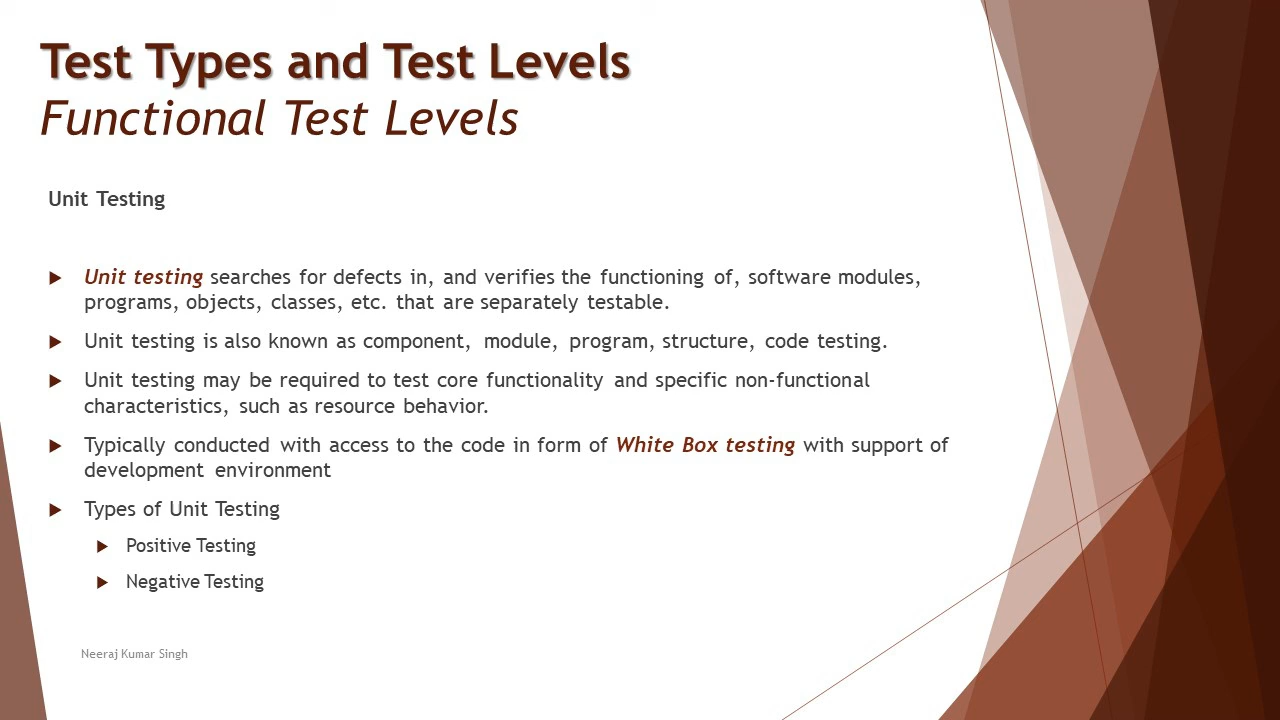 Test Types and Test Levels
Functional Test Levels
Unit Testing
Unit testing searches for defects in, and verifies the functioning of, software modules,
programs, objects, classes, etc. that are separately testable.
Unit testing is also known as component, module, program, structure, code testing.
Unit testing may be required to test core functionality and specific non-functional
characteristics, such as resource behavior.
Typically conducted with access to the code in form of White Box testing with support of
development environment
Types of Unit Testing
Positive Testing
Negative Testing
Neeraj Kumar Singh